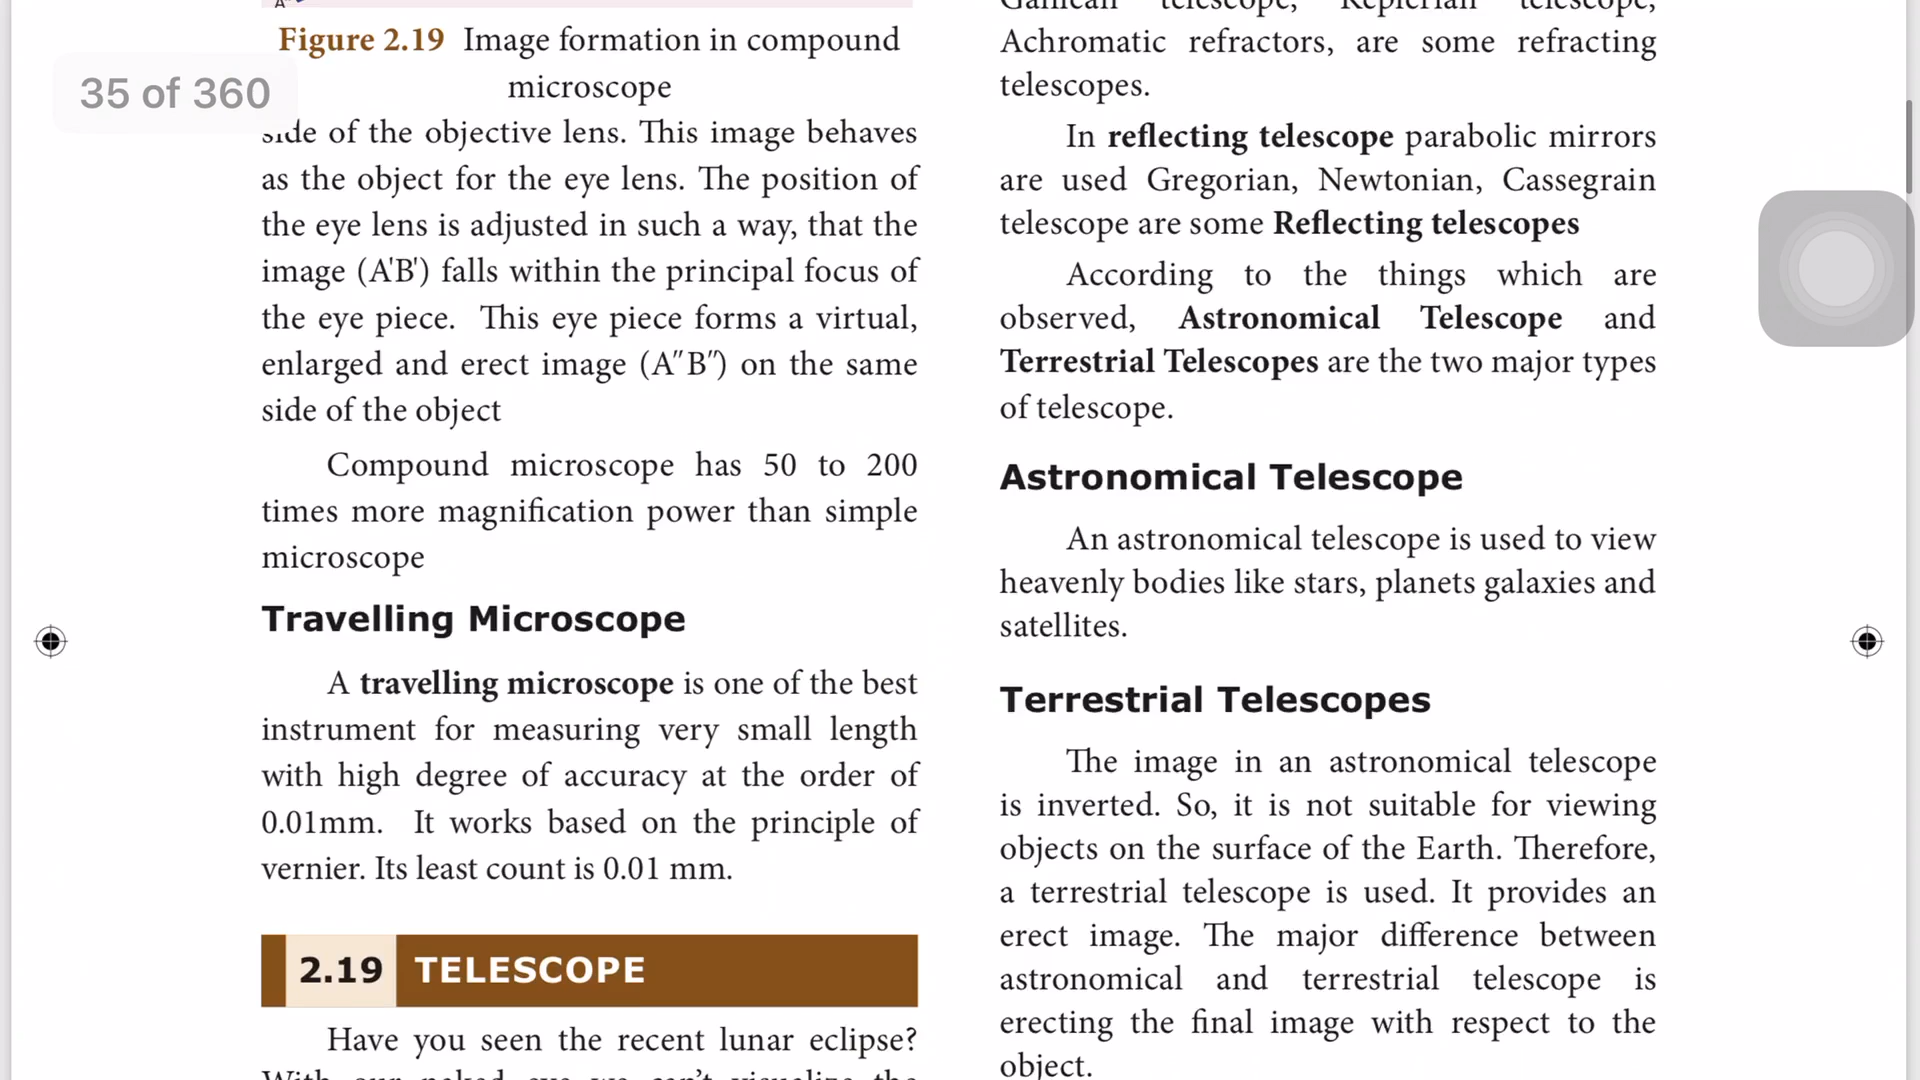 A
Figure 2.19 Image formation in compound
microscope
35 of 360
side of the objective lens. This image behaves
as the object for the eye lens. The position of
the eye lens is adjusted in such a way, that the
image (A'B') falls within the principal focus of
the eye piece. This eye piece forms a virtual,
enlarged and erect image (A″B″) on the same
side of the object
Compound microscope has 50 to 200
times more magnification power than simple
microscope
Travelling Microscope
A travelling microscope is one of the best
instrument for measuring very small length
with high degree of accuracy at the order of
0.01mm. It works based on the principle of
vernier. Its least count is 0.01 mm.
2.19 TELESCOPE
Have you seen the recent lunar eclipse?
With our naked eye we can't visualize the
Galilean telescope, Keplerian telescope,
Achromatic refractors, are some refracting
telescopes.
In reflecting telescope parabolic mirrors
are used Gregorian, Newtonian, Cassegrain
telescope are some Reflecting telescopes
According to the things which are
observed, Astronomical Telescope and
Terrestrial Telescopes are the two major types
of telescope.
Astronomical Telescope
An astronomical telescope is used to view
heavenly bodies like stars, planets galaxies and
satellites.
Terrestrial Telescopes
The image in an astronomical telescope
is inverted. So, it is not suitable for viewing
objects on the surface of the Earth. Therefore,
a terrestrial telescope is used. It provides an
erect image. The major difference between
astronomical and terrestrial telescope is
erecting the final image with respect to the
object.